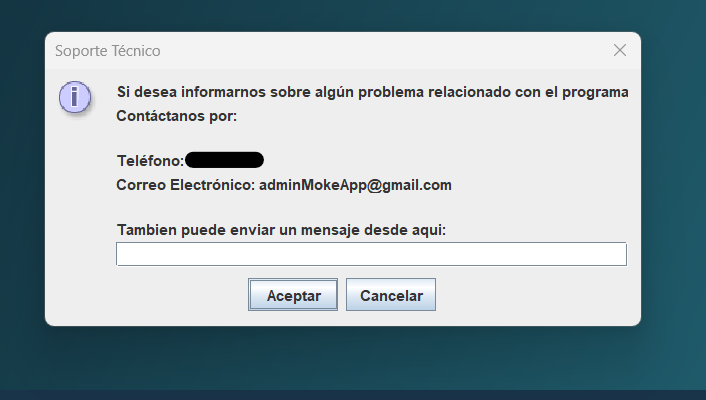 Soporte Técnico
Si desea informarnos sobre algún problema relacionado con el programa
Contáctanos por:
Teléfono:
Correo Electrónico: adminMokeApp@gmail.com
Tambien puede enviar un mensaje desde aqui:
Aceptar
Cancelar